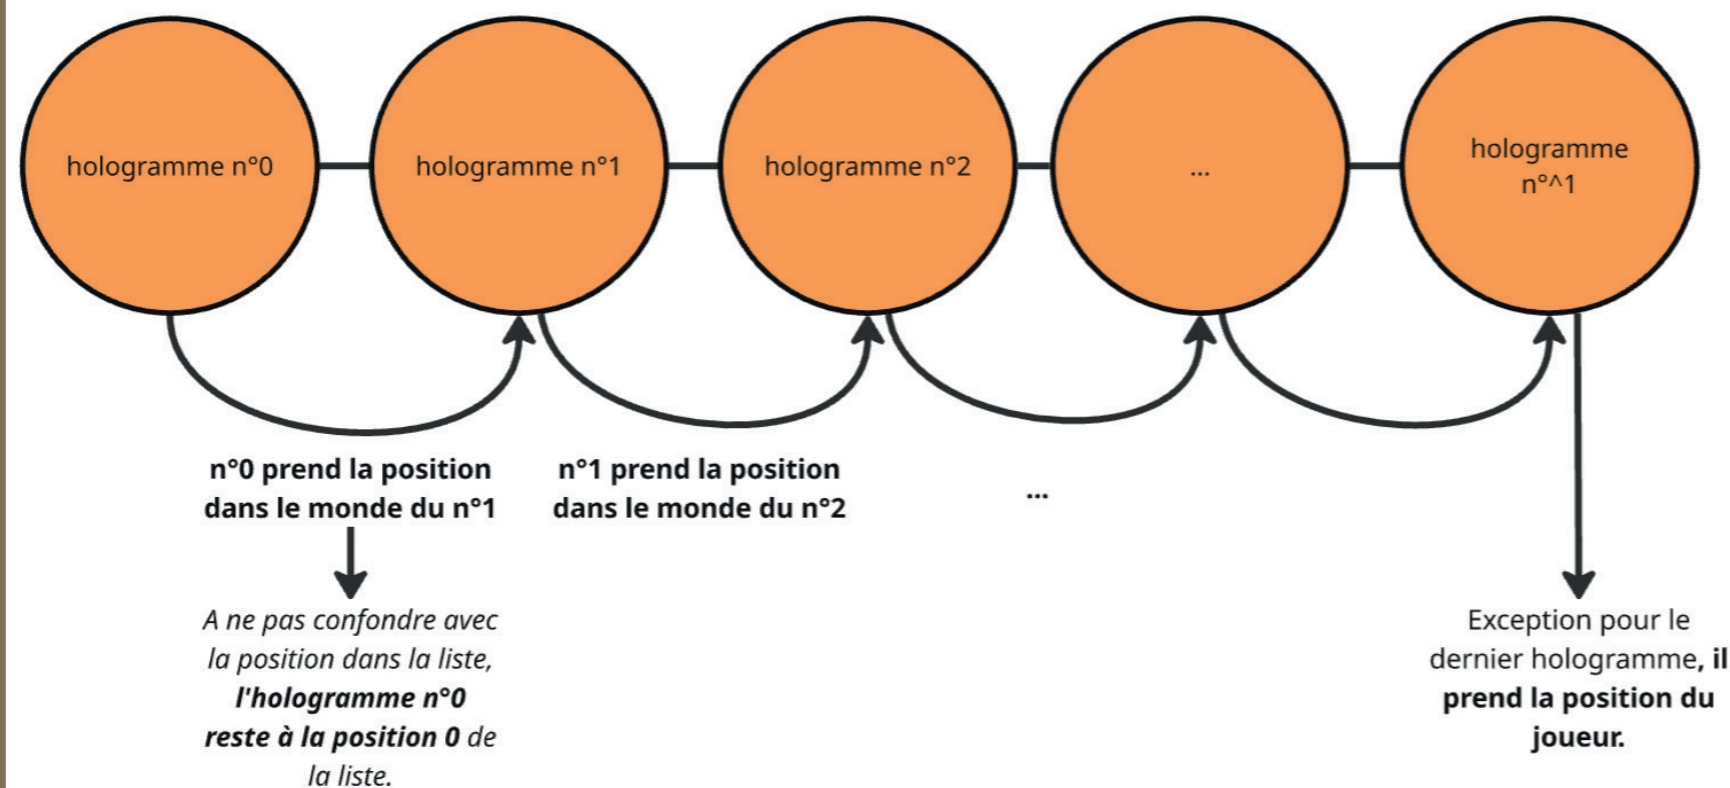 hologramme n°0
hologramme n°1
hologramme n°2
...
hologramme
n°^1
n°0 prend la position
dans le monde du n°1
n°1 prend la position
dans le monde du n°2
...
A ne pas confondre avec
la position dans la liste,
l'hologramme n°0
reste à la position 0 de
la liste.
Exception pour le
dernier hologramme, il
prend la position du
joueur.